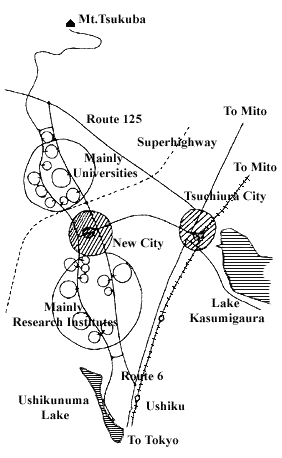 Mt.Tsukuba
Route 125
To Mito
Superhighway
Mainly
Universities
To Mito
Tsuchiura City
New City
Mainly
Research Institutes
Lake
Kasumigaura
Route 6
Ushikunuma
Lake
Ushiku
To Tokyo